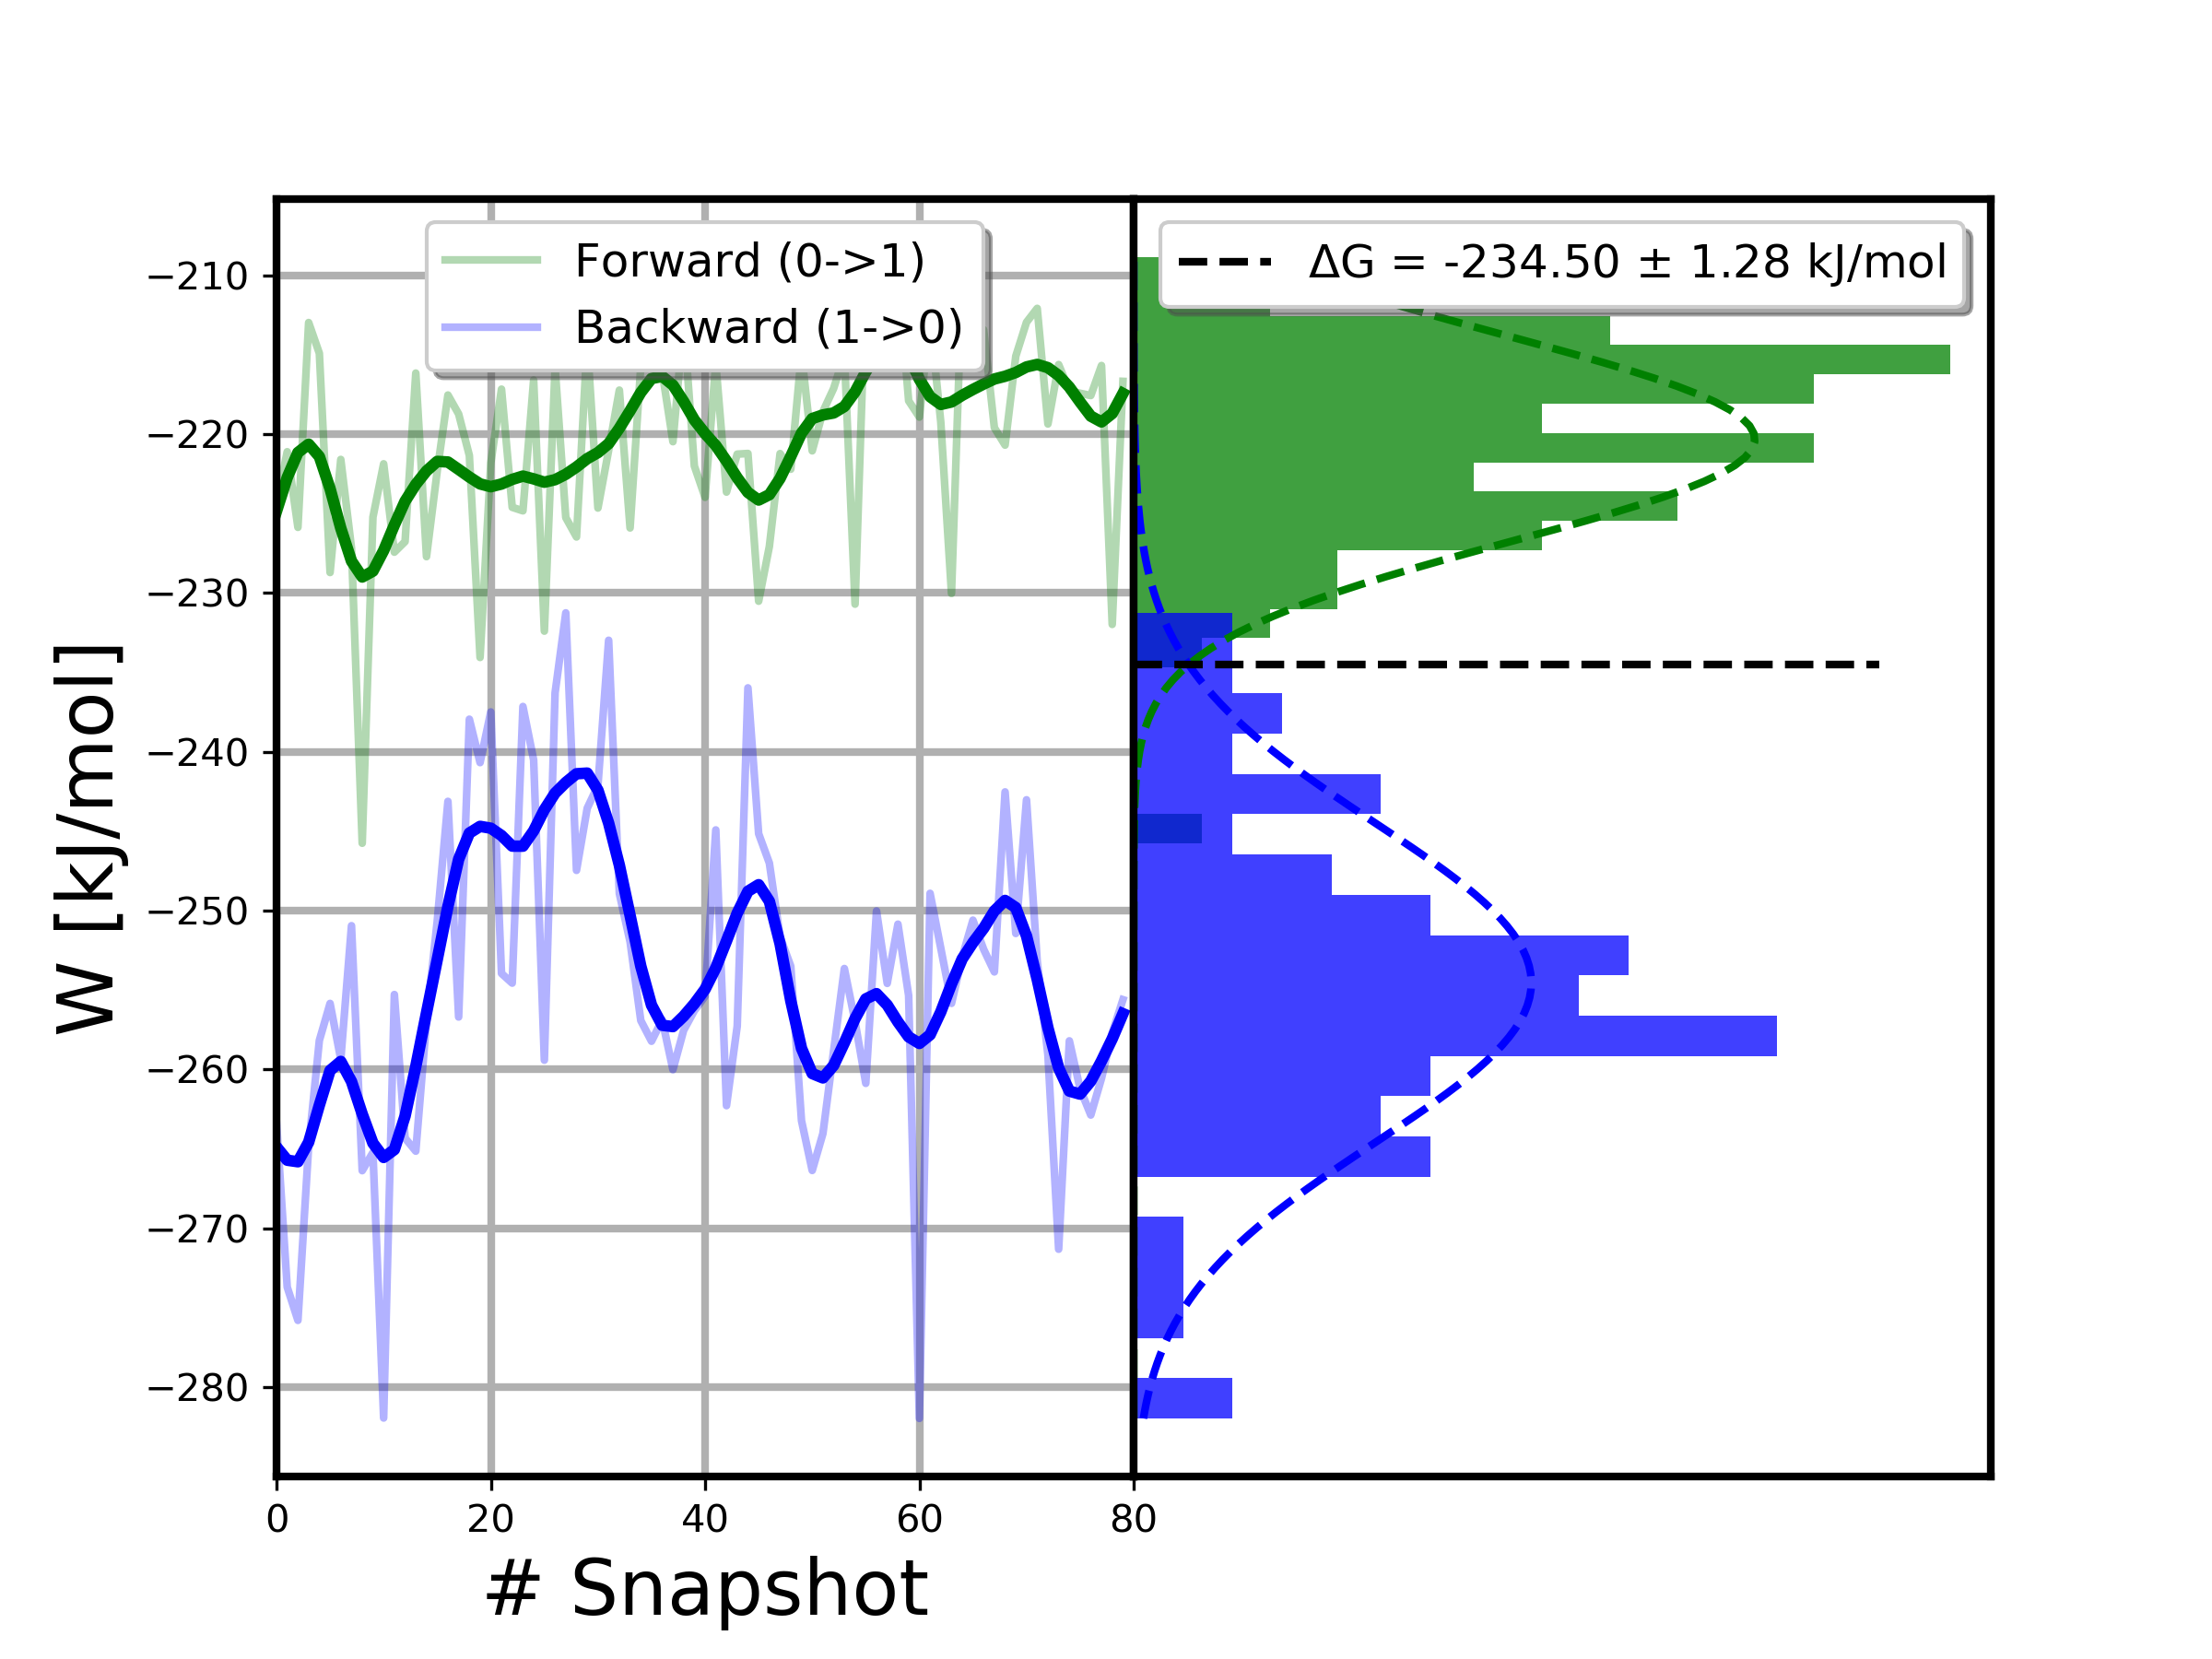 Forward (0->1)
Backward (1->0)
ΔG = -234.50 ± 1.28 kJ/mol
−210
−220
−230
−240
−250
−260
−270
−280
W [kJ/mol]
0 20 40 60 80
# Snapshot